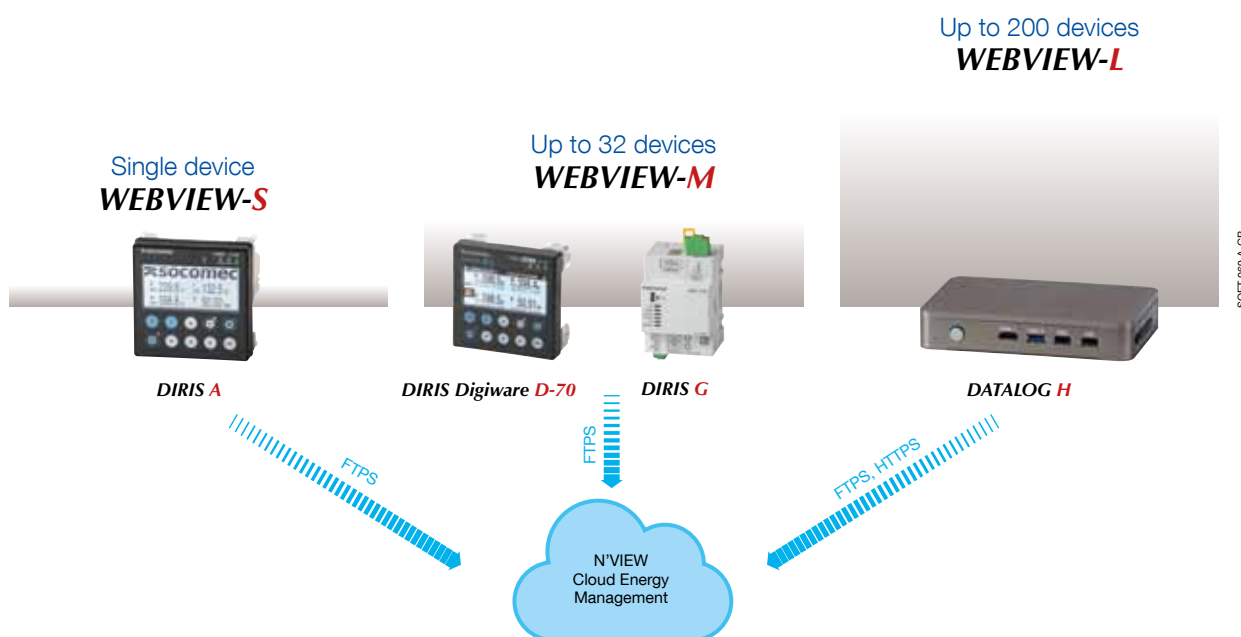 Up to 200 devices
WEBVIEW-L
Up to 32 devices
WEBVIEW-M
Single device
WEBVIEW-S
socomec
DIRIS A
DIRIS Digiware D-70
DIRIS G
DATALOG H
FTPS
FTPS
FTPS, HTTPS
N'VIEW
Cloud Energy
Management